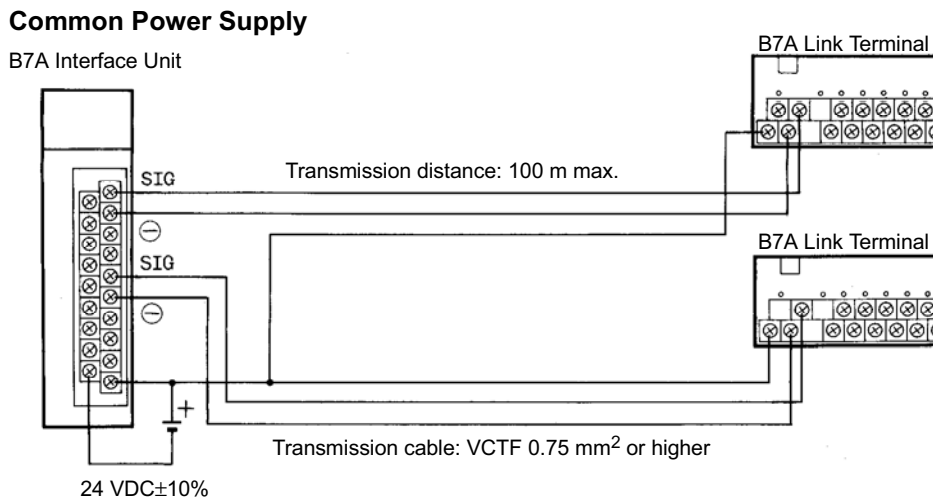 Common Power Supply
B7A Interface Unit
B7A Link Terminal
SIG
Transmission distance: 100 m max.
⊖
B7A Link Terminal
SIG
⊖
+
Transmission cable: VCTF 0.75 mm² or higher
24 VDC±10%